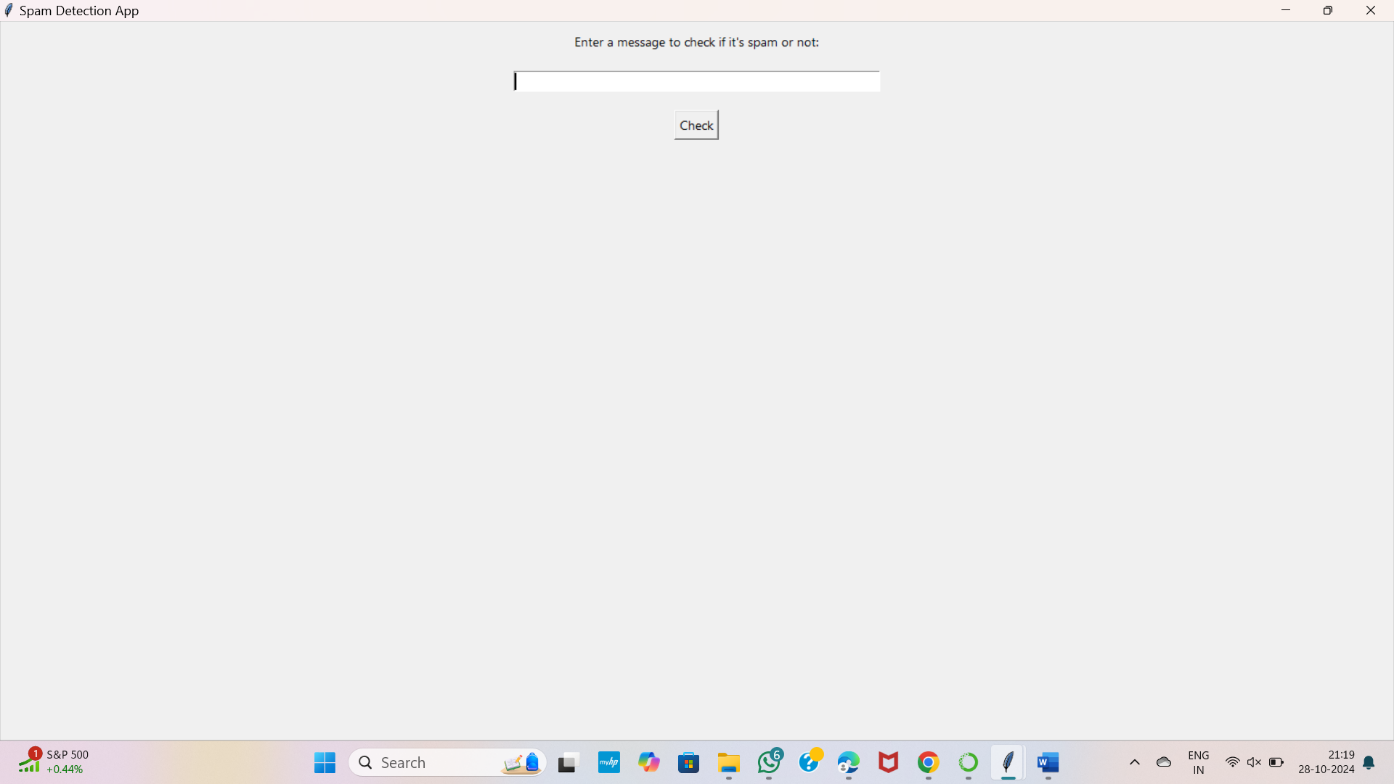 Spam Detection App
Enter a message to check if it's spam or not:
Check
1
S&P 500
+0.44%
Search
myhp
6
?
W
ENG
IN
21:19
28-10-2024